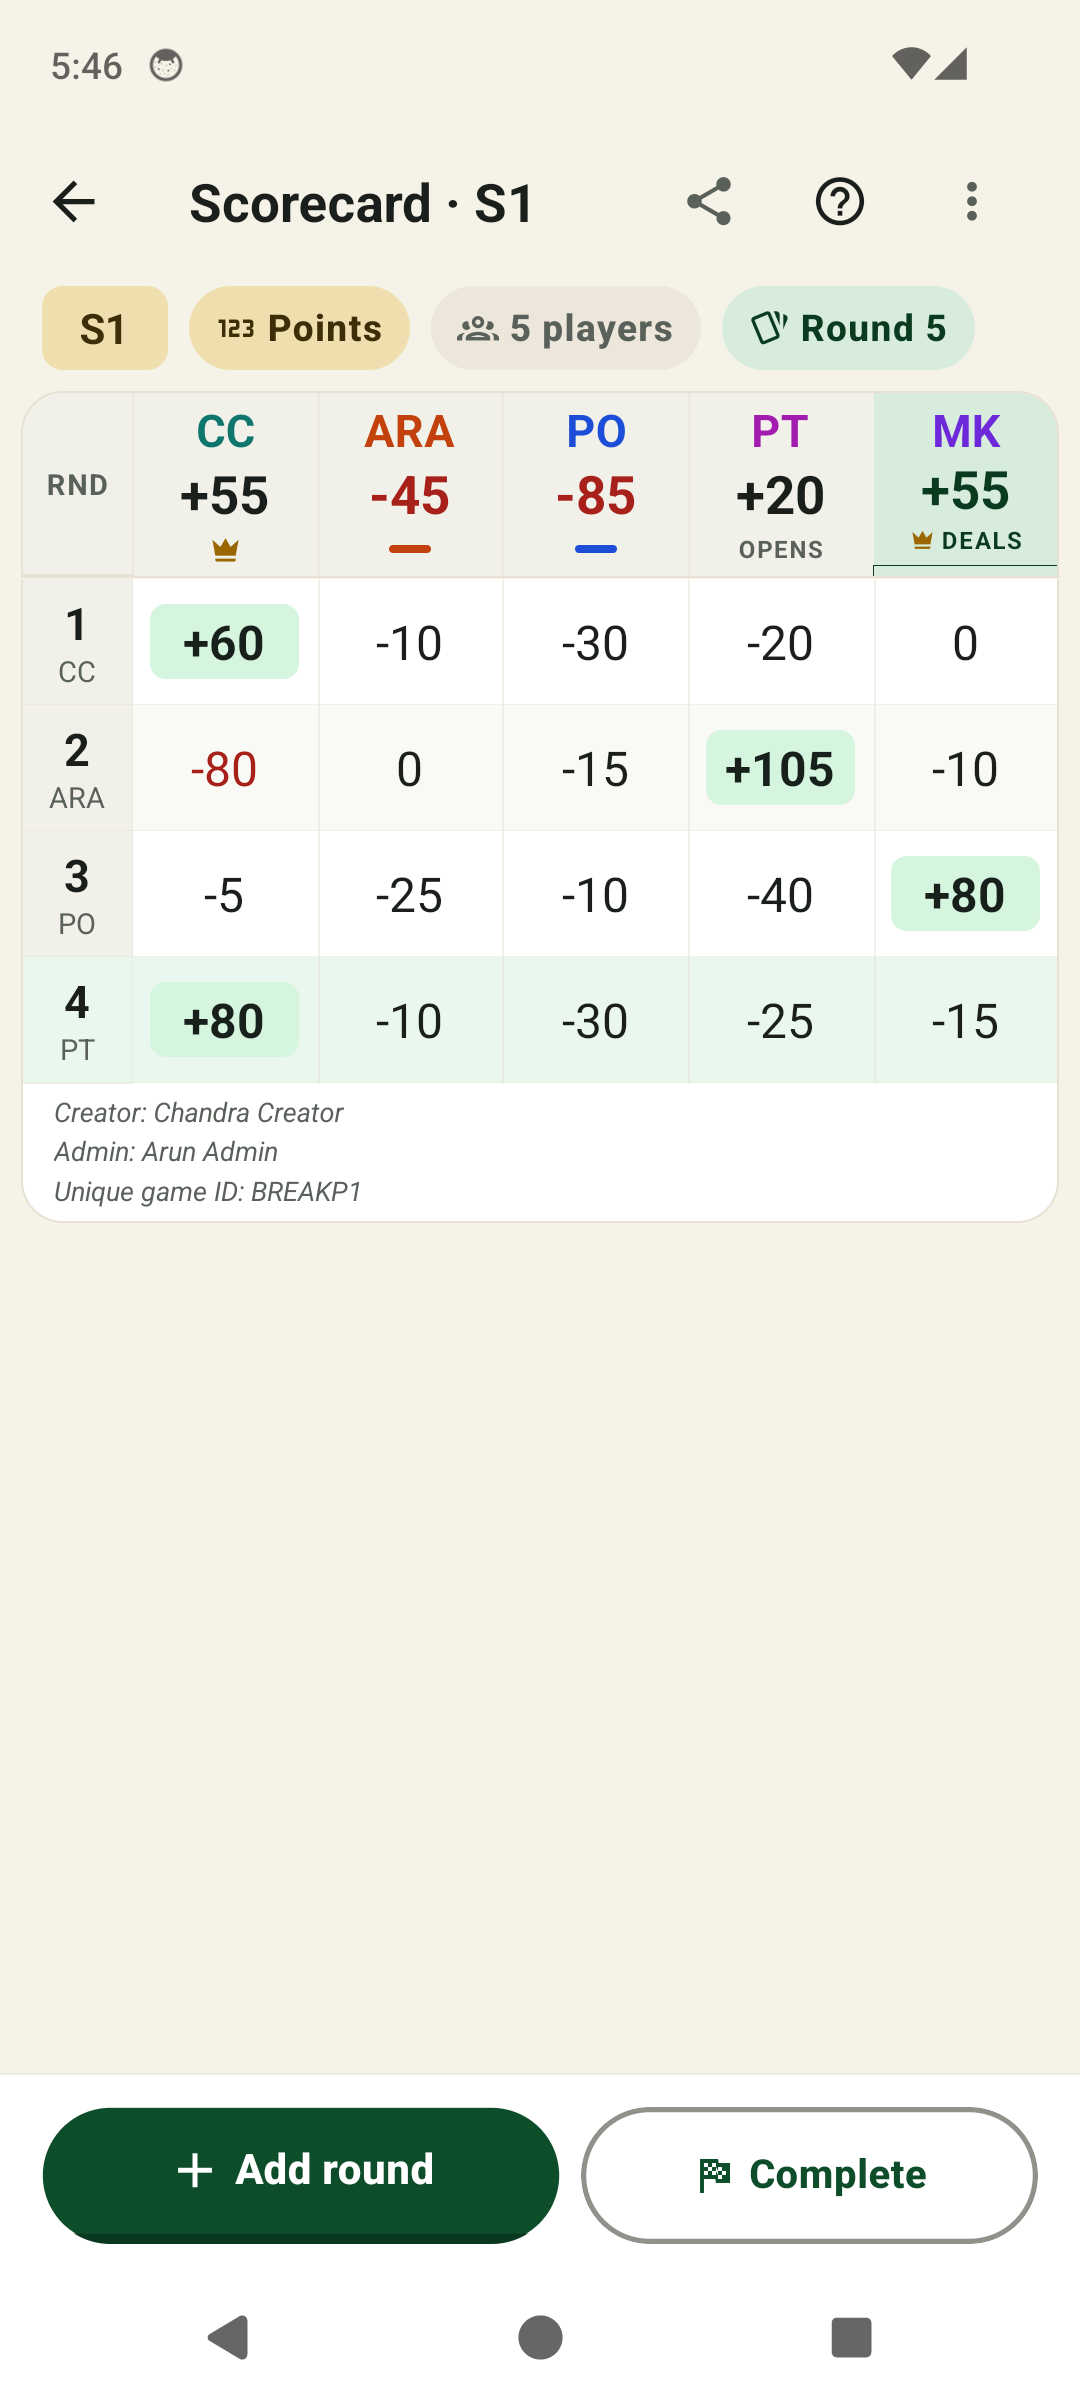 5:46
Scorecard · S1
S1
123 Points
5 players
Round 5
RND
CC
ARA
PO
PT
MK
+55
-45
-85
+20
+55
OPENS
DEALS
1
CC
+60
-10
-30
-20
0
2
ARA
-80
0
-15
+105
-10
3
PO
-5
-25
-10
-40
+80
4
PT
+80
-10
-30
-25
-15
Creator: Chandra Creator
Admin: Arun Admin
Unique game ID: BREAKP1
Add round
Complete